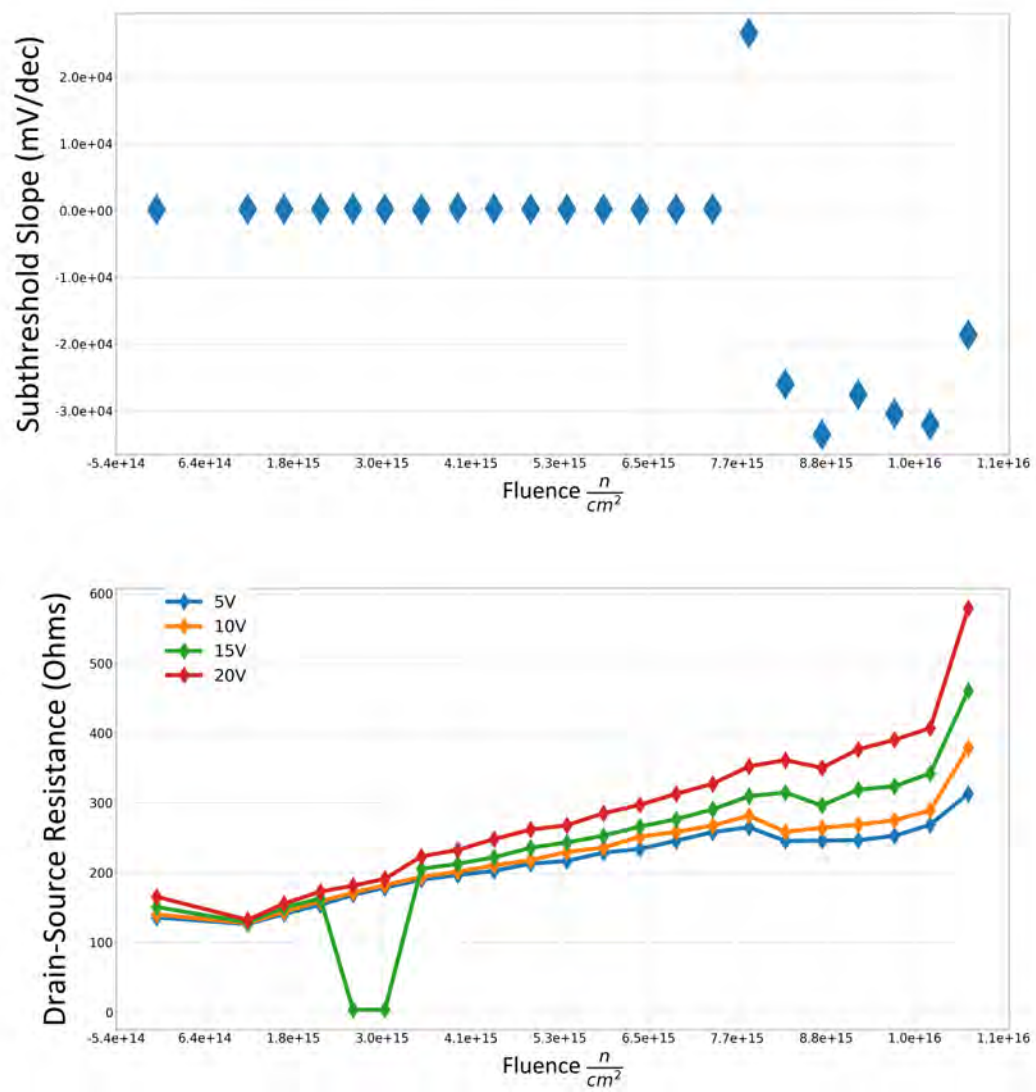 Subthreshold Slope (mV/dec)
2.0e+04
1.0e+04
0.0e+00
-1.0e+04
-2.0e+04
-3.0e+04
-5.4e+14 6.4e+14 1.8e+15 3.0e+15 4.1e+15 5.3e+15 6.5e+15 7.7e+15 8.8e+15 1.0e+16 1.1e+16
Fluence n/cm²
Drain-Source Resistance (Ohms)
600
500
400
300
200
100
0
5V
10V
15V
20V
-5.4e+14 6.4e+14 1.8e+15 3.0e+15 4.1e+15 5.3e+15 6.5e+15 7.7e+15 8.8e+15 1.0e+16 1.1e+16
Fluence n/cm²